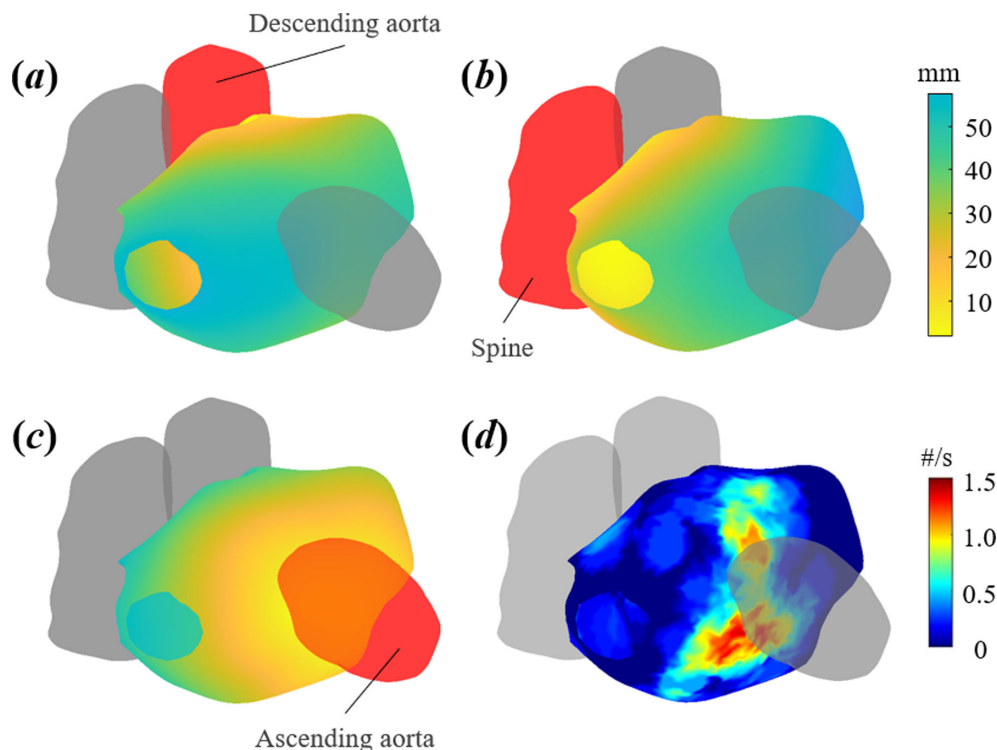 Descending aorta
(a)
(b)
mm
50
40
30
20
10
Spine
(c)
(d)
#/s
1.5
1.0
0.5
0
Ascending aorta